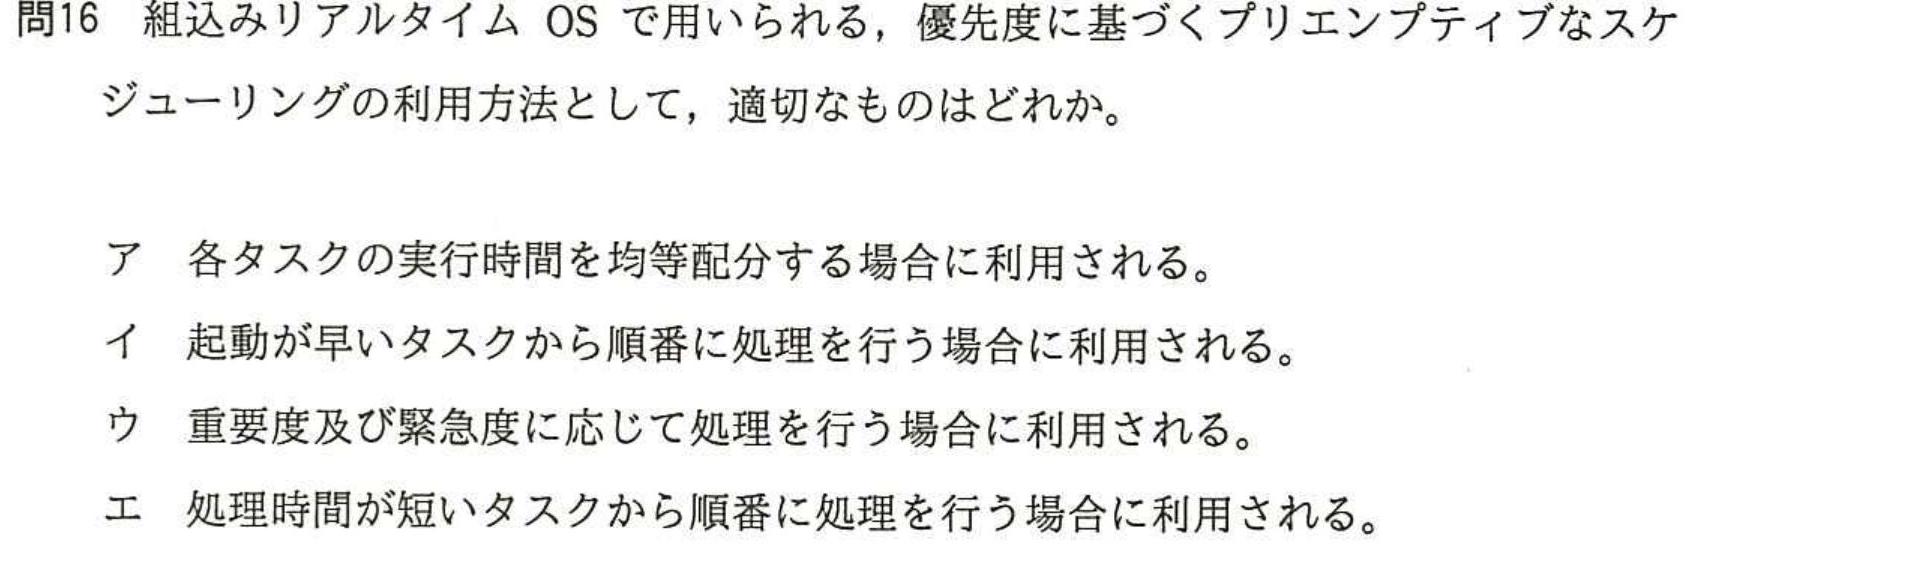 問16 組込みリアルタイム OS で用いられる，優先度に基づくプリエンプティブなスケ
ジューリングの利用方法として，適切なものはどれか。
ア 各タスクの実行時間を均等配分する場合に利用される。
イ 起動が早いタスクから順番に処理を行う場合に利用される。
ウ 重要度及び緊急度に応じて処理を行う場合に利用される。
エ 処理時間が短いタスクから順番に処理を行う場合に利用される。